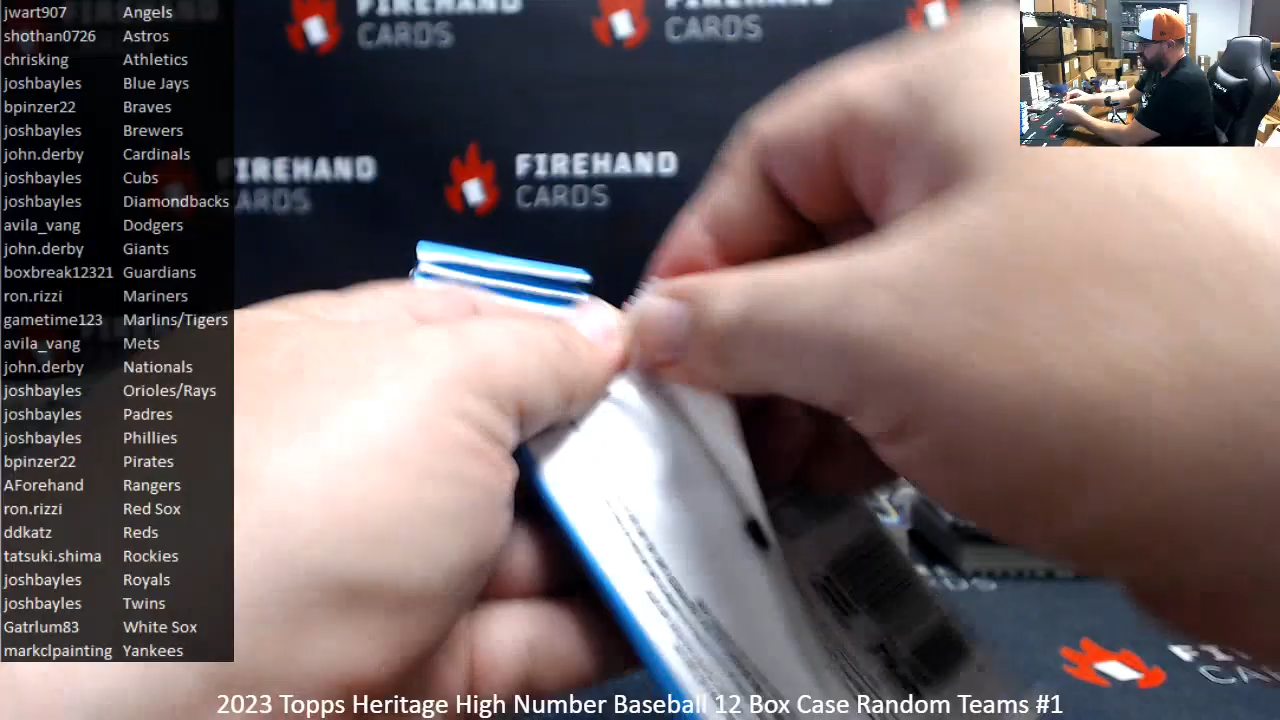 jwart907 Angels
shothan0726 Astros
chrisking Athletics
joshbayles Blue Jays
bpinzer22 Braves
joshbayles Brewers
john.derby Cardinals
joshbayles Cubs
joshbayles Diamondbacks
avila_vang Dodgers
john.derby Giants
boxbreak12321 Guardians
ron.rizzi Mariners
gametime123 Marlins/Tigers
avila_vang Mets
john.derby Nationals
joshbayles Orioles/Rays
joshbayles Padres
joshbayles Phillies
bpinzer22 Pirates
AForehand Rangers
ron.rizzi Red Sox
ddkatz Reds
tatsuki.shima Rockies
joshbayles Royals
joshbayles Twins
Gatrlum83 White Sox
markclpainting Yankees
FIREHAND
CARDS
FIREHAND
CARDS
FIREHAND
CARDS
FIREHAND
CARDS
2023 Topps Heritage High Number Baseball 12 Box Case Random Teams #1